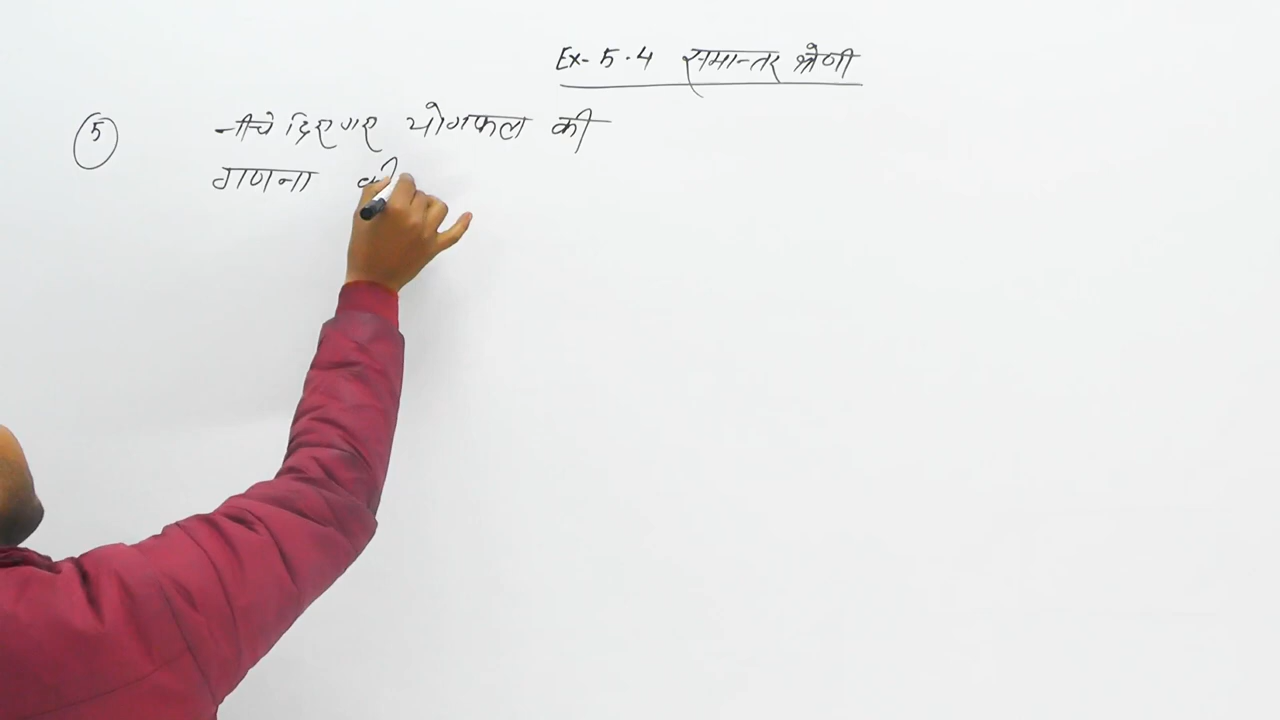 Ex- 5.4 समान्तर श्रेणी
5 नीचे दिए गए योगफल की
गणना की